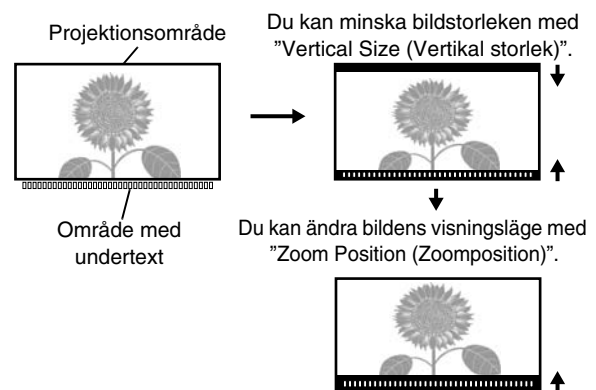 Projektionsområde
Du kan minska bildstorleken med
”Vertical Size (Vertikal storlek)”.
Område med
undertext
Du kan ändra bildens visningsläge med
”Zoom Position (Zoomposition)”.